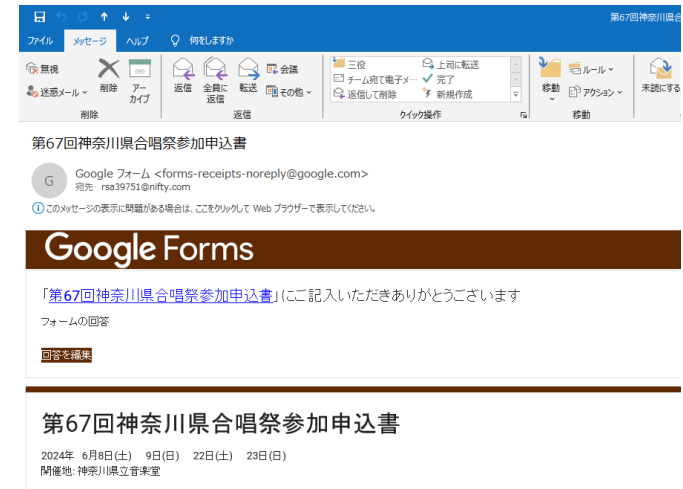 第67回神奈川県合
ファイル メッセージ ヘルプ 何をしますか
無視 削除 アーカイブ 返信 全員に返信 転送 会議 三役 上司に転送 移動 ルール 未読にする
迷惑メール その他 チーム宛て電子メ… 完了 アクション
返信して削除 新規作成
削除 返信 クイック操作 移動
第67回神奈川県合唱祭参加申込書
G Google フォーム <forms-receipts-noreply@google.com>
宛先 rsa39751@nifty.com
このメッセージの表示に問題がある場合は、ここをクリックして Web ブラウザーで表示してください。
Google Forms
「第67回神奈川県合唱祭参加申込書」にご記入いただきありがとうございます
フォームの回答
回答を編集
第67回神奈川県合唱祭参加申込書
2024年 6月8日(土) 9日(日) 22日(土) 23日(日)
開催地:神奈川県立音楽堂